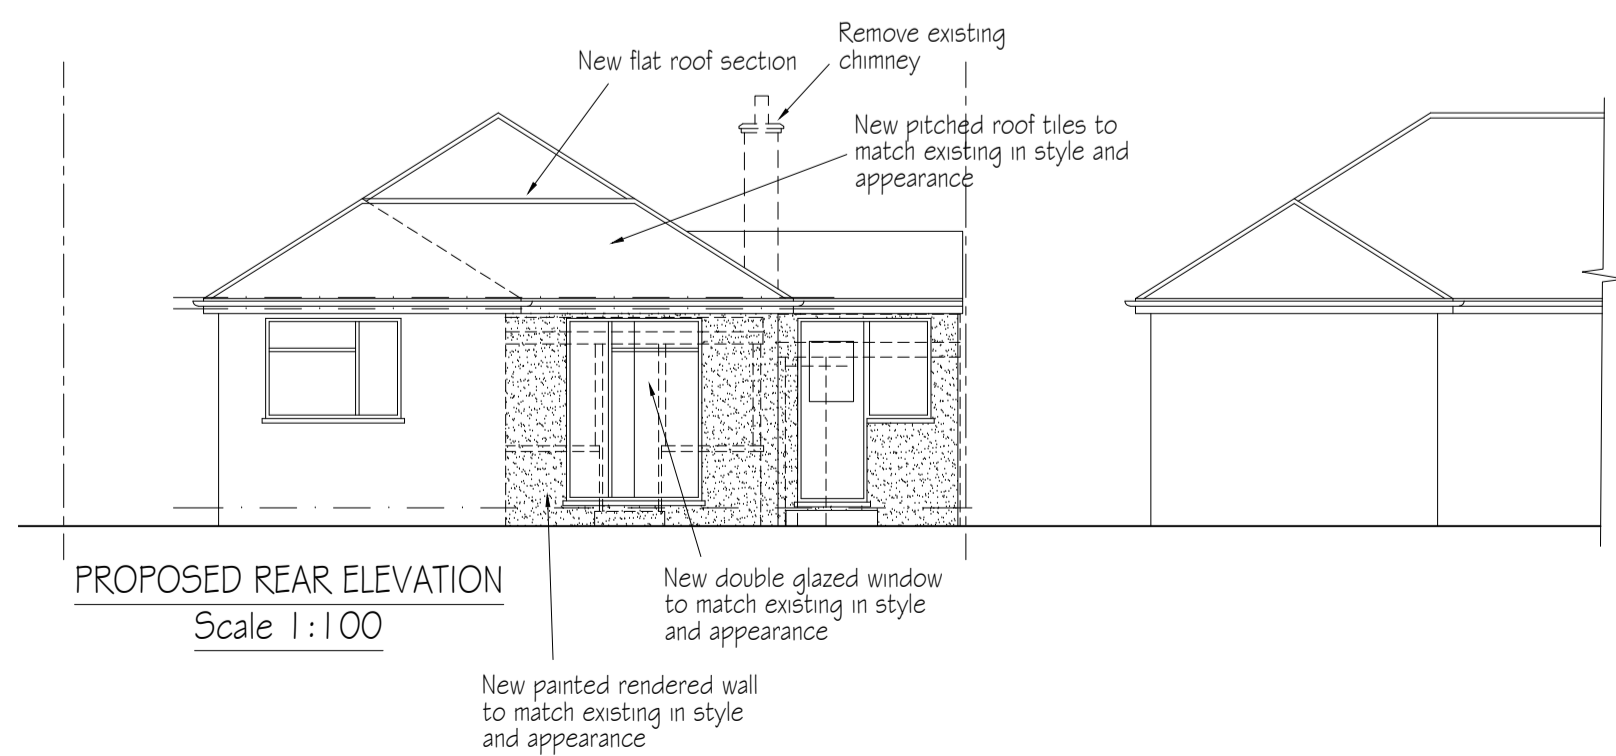 Remove existing
chimney
New flat roof section
New pitched roof tiles to
match existing in style and
appearance
PROPOSED REAR ELEVATION
Scale 1:100
New double glazed window
to match existing in style
and appearance
New painted rendered wall
to match existing in style
and appearance